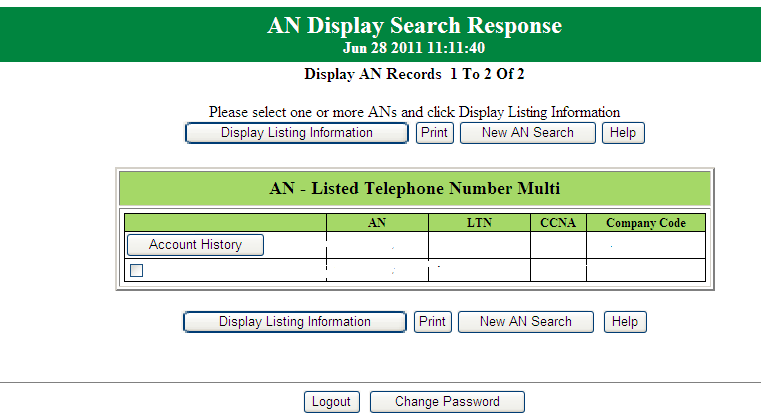 AN Display Search Response
Jun 28 2011 11:11:40
Display AN Records 1 To 2 Of 2
Please select one or more ANs and click Display Listing Information
Display Listing Information Print New AN Search Help
AN - Listed Telephone Number Multi
AN LTN CCNA Company Code
Account History
Display Listing Information Print New AN Search Help
Logout Change Password